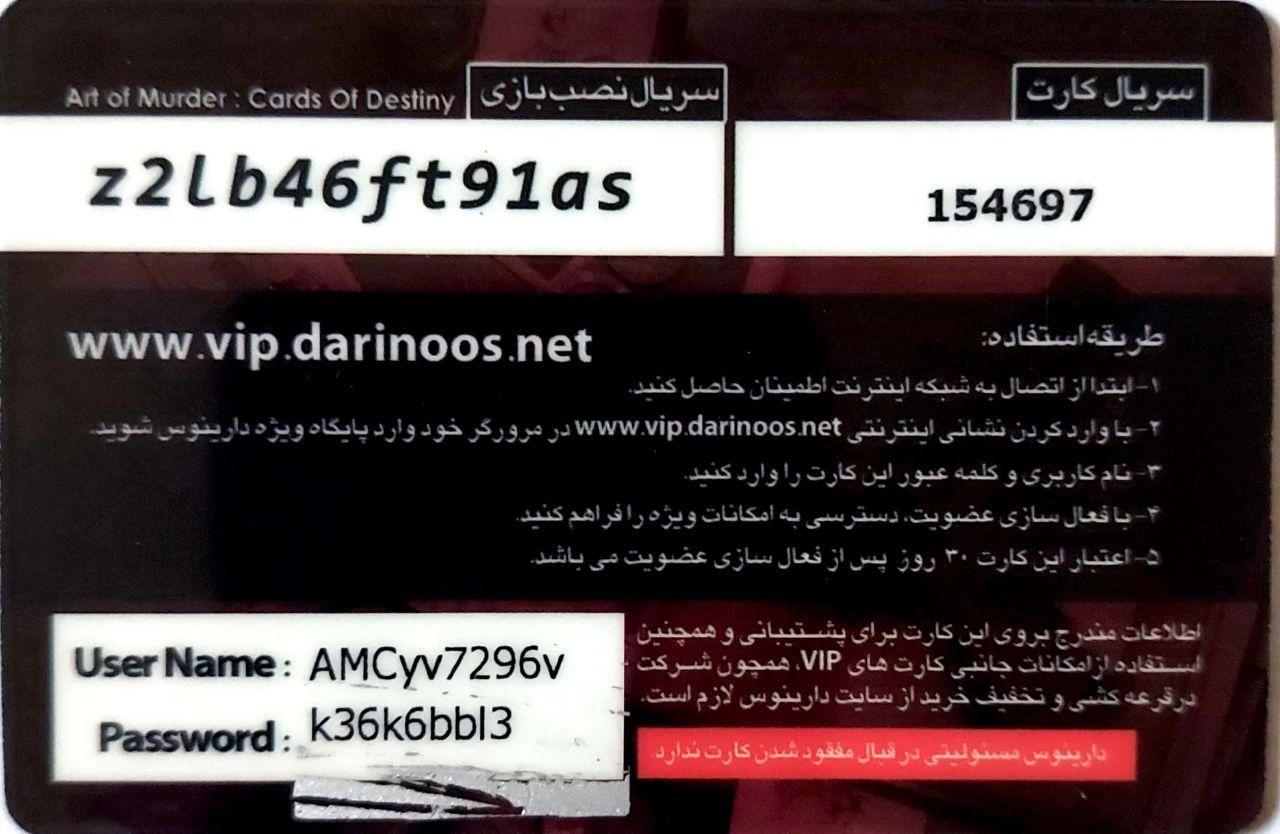 سریال کارت
سریال نصب بازی
Art of Murder : Cards Of Destiny
154697
z2lb46ft91as
www.vip.darinoos.net
طریقه استفاده:
۱- ابتدا از اتصال به شبکه اینترنت اطمینان حاصل کنید.
۲- با وارد کردن نشانی اینترنتی www.vip.darinoos.net در مرورگر خود وارد پایگاه ویژه دارینوس شوید.
۳- نام کاربری و کلمه عبور این کارت را وارد کنید.
۴- با فعال سازی عضویت، دسترسی به امکانات ویژه را فراهم کنید.
۵- اعتبار این کارت ۳۰ روز پس از فعال سازی عضویت می باشد.
اطلاعات مندرج بروی این کارت برای پشتیبانی و همچنین
استفاده از امکانات جانبی کارت های VIP، همچون شرکت
در قرعه کشی و تخفیف خرید از سایت دارینوس لازم است.
دارینوس مسئولیتی در قبال مفقود شدن کارت ندارد
User Name : AMCyv7296v
Password : k36k6bbl3